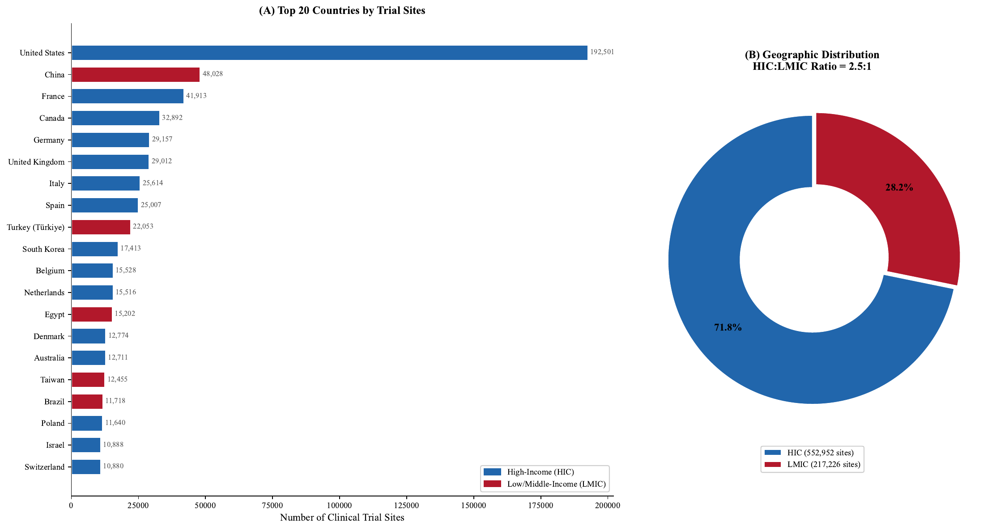 (A) Top 20 Countries by Trial Sites
United States 192,501
China 48,028
France 41,913
Canada 32,892
Germany 29,157
United Kingdom 29,012
Italy 25,614
Spain 25,007
Turkey (Türkiye) 22,053
South Korea 17,413
Belgium 15,528
Netherlands 15,516
Egypt 15,202
Denmark 12,774
Australia 12,711
Taiwan 12,455
Brazil 11,718
Poland 11,640
Israel 10,888
Switzerland 10,880
High-Income (HIC)
Low/Middle-Income (LMIC)
0 25000 50000 75000 100000 125000 150000 175000 200000
Number of Clinical Trial Sites
(B) Geographic Distribution
HIC:LMIC Ratio = 2.5:1
28.2%
71.8%
HIC (552,952 sites)
LMIC (217,226 sites)